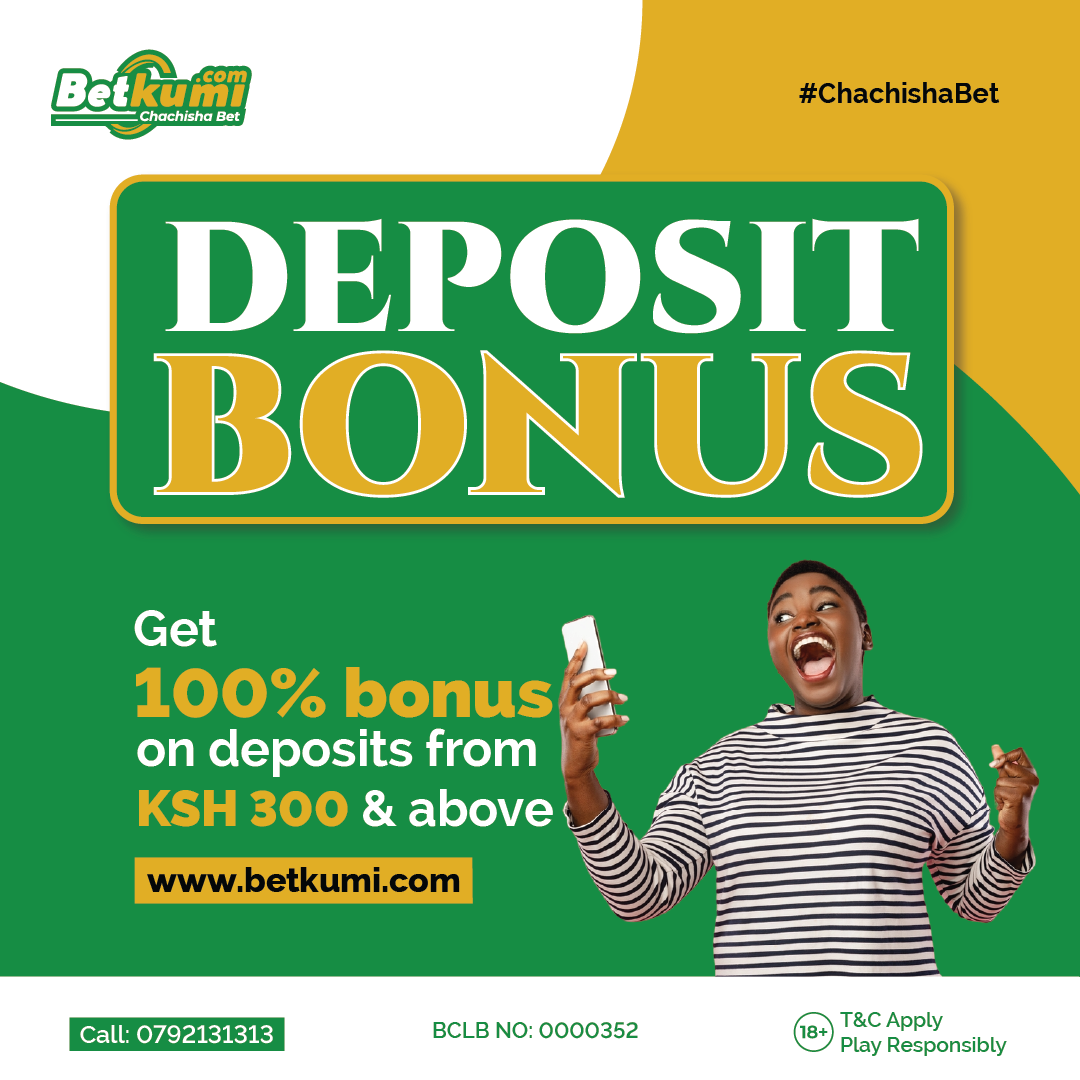 Betkumi.com
Chachisha Bet
#ChachishaBet
DEPOSIT
BONUS
Get
100% bonus
on deposits from
KSH 300 & above
www.betkumi.com
Call: 0792131313
BCLB NO: 0000352
18+
T&C Apply
Play Responsibly